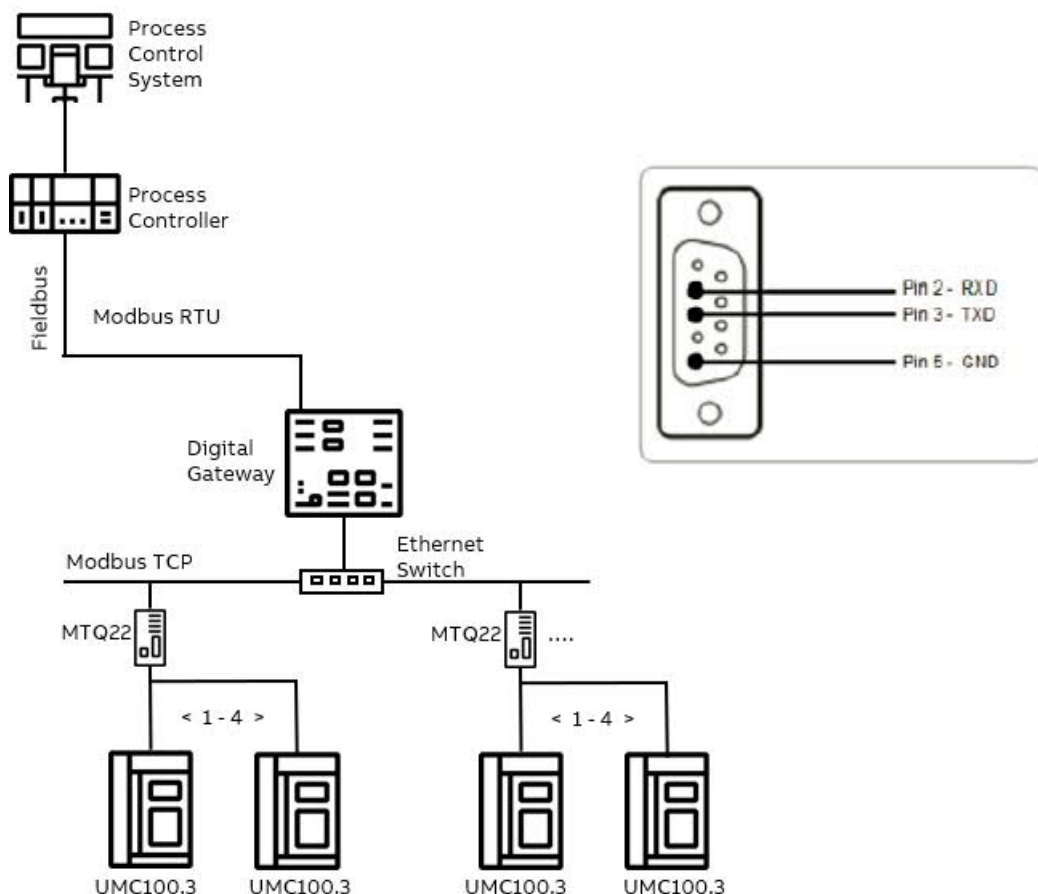 Process
Control
System
Process
Controller
Fieldbus
Modbus RTU
Pin 2 - RXD
Pin 3 - TXD
Pin 5 - GND
Digital
Gateway
Ethernet
Switch
Modbus TCP
MTQ22
MTQ22 ....
< 1 - 4 >
< 1 - 4 >
UMC100.3
UMC100.3
UMC100.3
UMC100.3